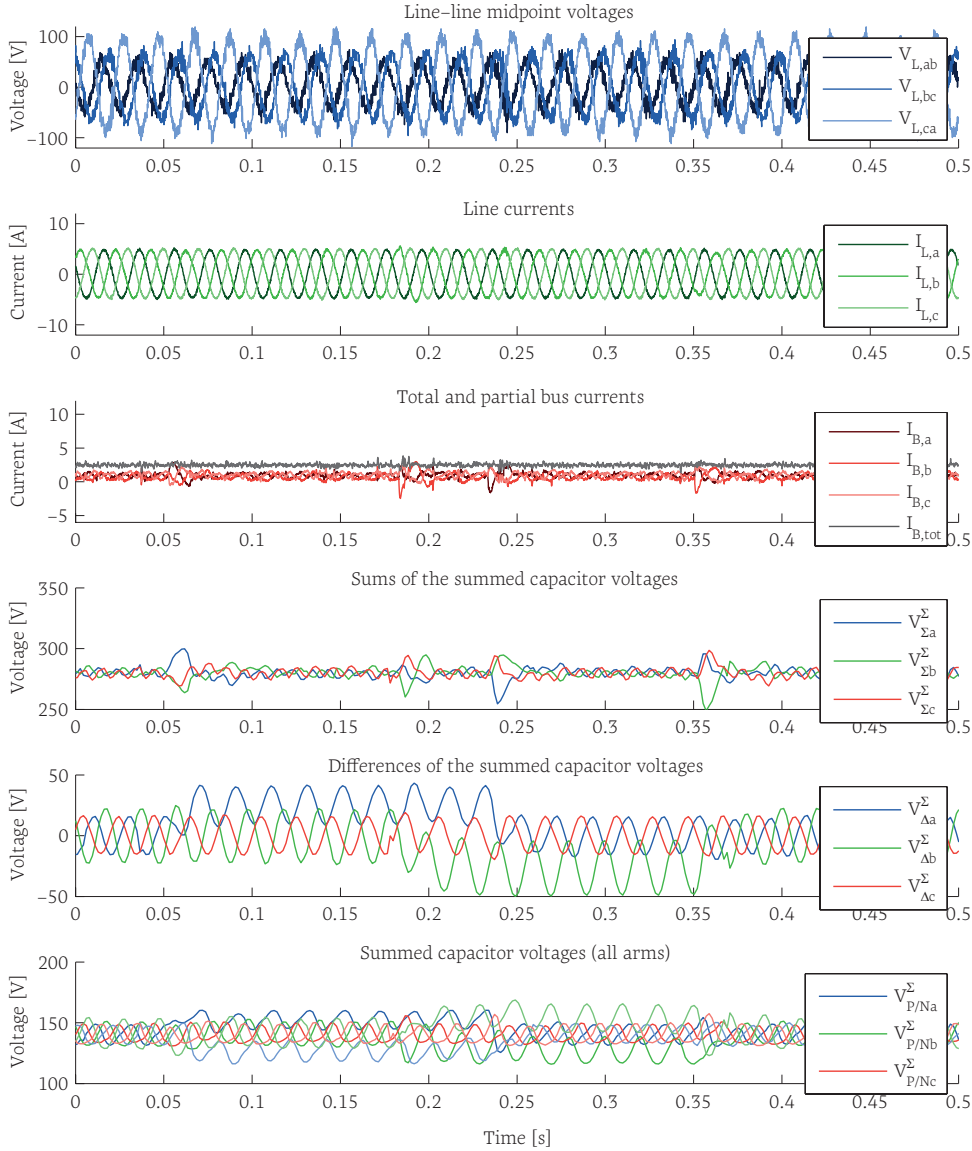 Line–line midpoint voltages
Voltage [V]
100
0
−100
V_L,ab
V_L,bc
V_L,ca
0 0.05 0.1 0.15 0.2 0.25 0.3 0.35 0.4 0.45 0.5
Line currents
Current [A]
10
0
−10
I_L,a
I_L,b
I_L,c
0 0.05 0.1 0.15 0.2 0.25 0.3 0.35 0.4 0.45 0.5
Total and partial bus currents
Current [A]
10
5
0
−5
I_B,a
I_B,b
I_B,c
I_B,tot
0 0.05 0.1 0.15 0.2 0.25 0.3 0.35 0.4 0.45 0.5
Sums of the summed capacitor voltages
Voltage [V]
350
300
250
V^Σ_Σa
V^Σ_Σb
V^Σ_Σc
0 0.05 0.1 0.15 0.2 0.25 0.3 0.35 0.4 0.45 0.5
Differences of the summed capacitor voltages
Voltage [V]
50
0
−50
V^Σ_Δa
V^Σ_Δb
V^Σ_Δc
0 0.05 0.1 0.15 0.2 0.25 0.3 0.35 0.4 0.45 0.5
Summed capacitor voltages (all arms)
Voltage [V]
200
150
100
V^Σ_P/Na
V^Σ_P/Nb
V^Σ_P/Nc
0 0.05 0.1 0.15 0.2 0.25 0.3 0.35 0.4 0.45 0.5
Time [s]